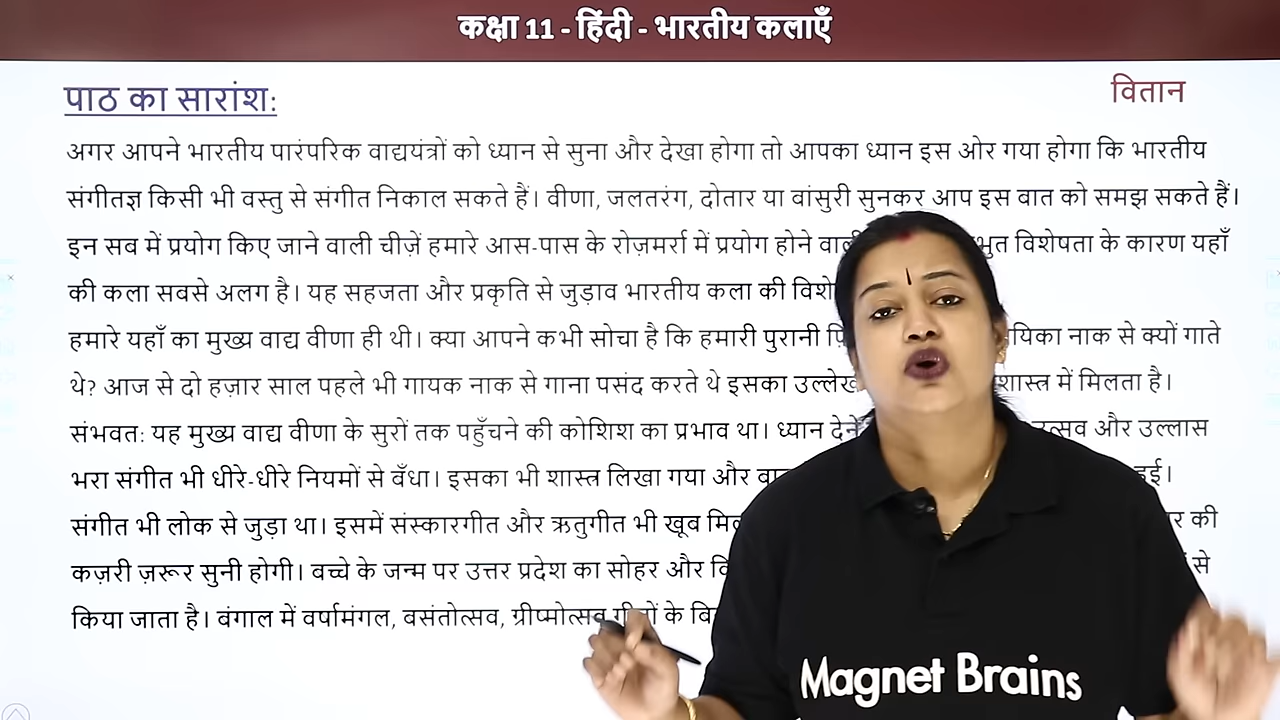 कक्षा 11 - हिंदी - भारतीय कलाएँ
पाठ का सारांश:
वितान
अगर आपने भारतीय पारंपरिक वाद्ययंत्रों को ध्यान से सुना और देखा होगा तो आपका ध्यान इस ओर गया होगा कि भारतीय
संगीतज्ञ किसी भी वस्तु से संगीत निकाल सकते हैं। वीणा, जलतरंग, दोतार या बांसुरी सुनकर आप इस बात को समझ सकते हैं।
इन सब में प्रयोग किए जाने वाली चीज़ें हमारे आस-पास के रोज़मर्रा में प्रयोग होने विशेषता के कारण यहाँ
की कला सबसे अलग है। यह सहजता और प्रकृति से जुड़ाव भारतीय कला की
हमारे यहाँ का मुख्य वाद्य वीणा ही थी। क्या आपने कभी सोचा है कि हमारी पुरानी नाक से क्यों गाते
थे? आज से दो हज़ार साल पहले भी गायक नाक से गाना पसंद करते थे इसका में मिलता है।
संभवत: यह मुख्य वाद्य वीणा के सुरों तक पहुँचने की कोशिश का प्रभाव था। ध्यान और उल्लास
भरा संगीत भी धीरे-धीरे नियमों से बँधा। इसका भी शास्त्र लिखा गया और
संगीत भी लोक से जुड़ा था। इसमें संस्कारगीत और ऋतुगीत भी खूब की
कज़री ज़रूर सुनी होगी। बच्चे के जन्म पर उत्तर प्रदेश का सोहर और से
किया जाता है। बंगाल में वर्षामंगल, वसंतोत्सव, ग्रीष्मोत्सव के
Magnet Brains